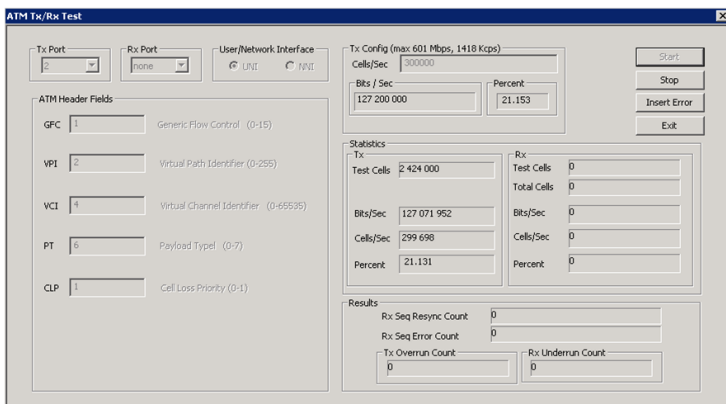 ATM Tx/Rx Test
Tx Port
2
Rx Port
none
User/Network Interface
UNI
NNI
ATM Header Fields
GFC 1 Generic Flow Control (0-15)
VPI 2 Virtual Path Identifier (0-255)
VCI 4 Virtual Channel Identifier (0-65535)
PT 6 Payload Typel (0-7)
CLP 1 Cell Loss Priority (0-1)
Tx Config (max 601 Mbps, 1418 Kcps)
Cells/Sec 300000
Bits / Sec
127 200 000
Percent
21.153
Start
Stop
Insert Error
Exit
Statistics
Tx
Test Cells 2 424 000
Bits/Sec 127 071 952
Cells/Sec 299 698
Percent 21.131
Rx
Test Cells 0
Total Cells 0
Bits/Sec 0
Cells/Sec 0
Percent 0
Results
Rx Seq Resync Count 0
Rx Seq Error Count 0
Tx Overrun Count
0
Rx Underrun Count
0